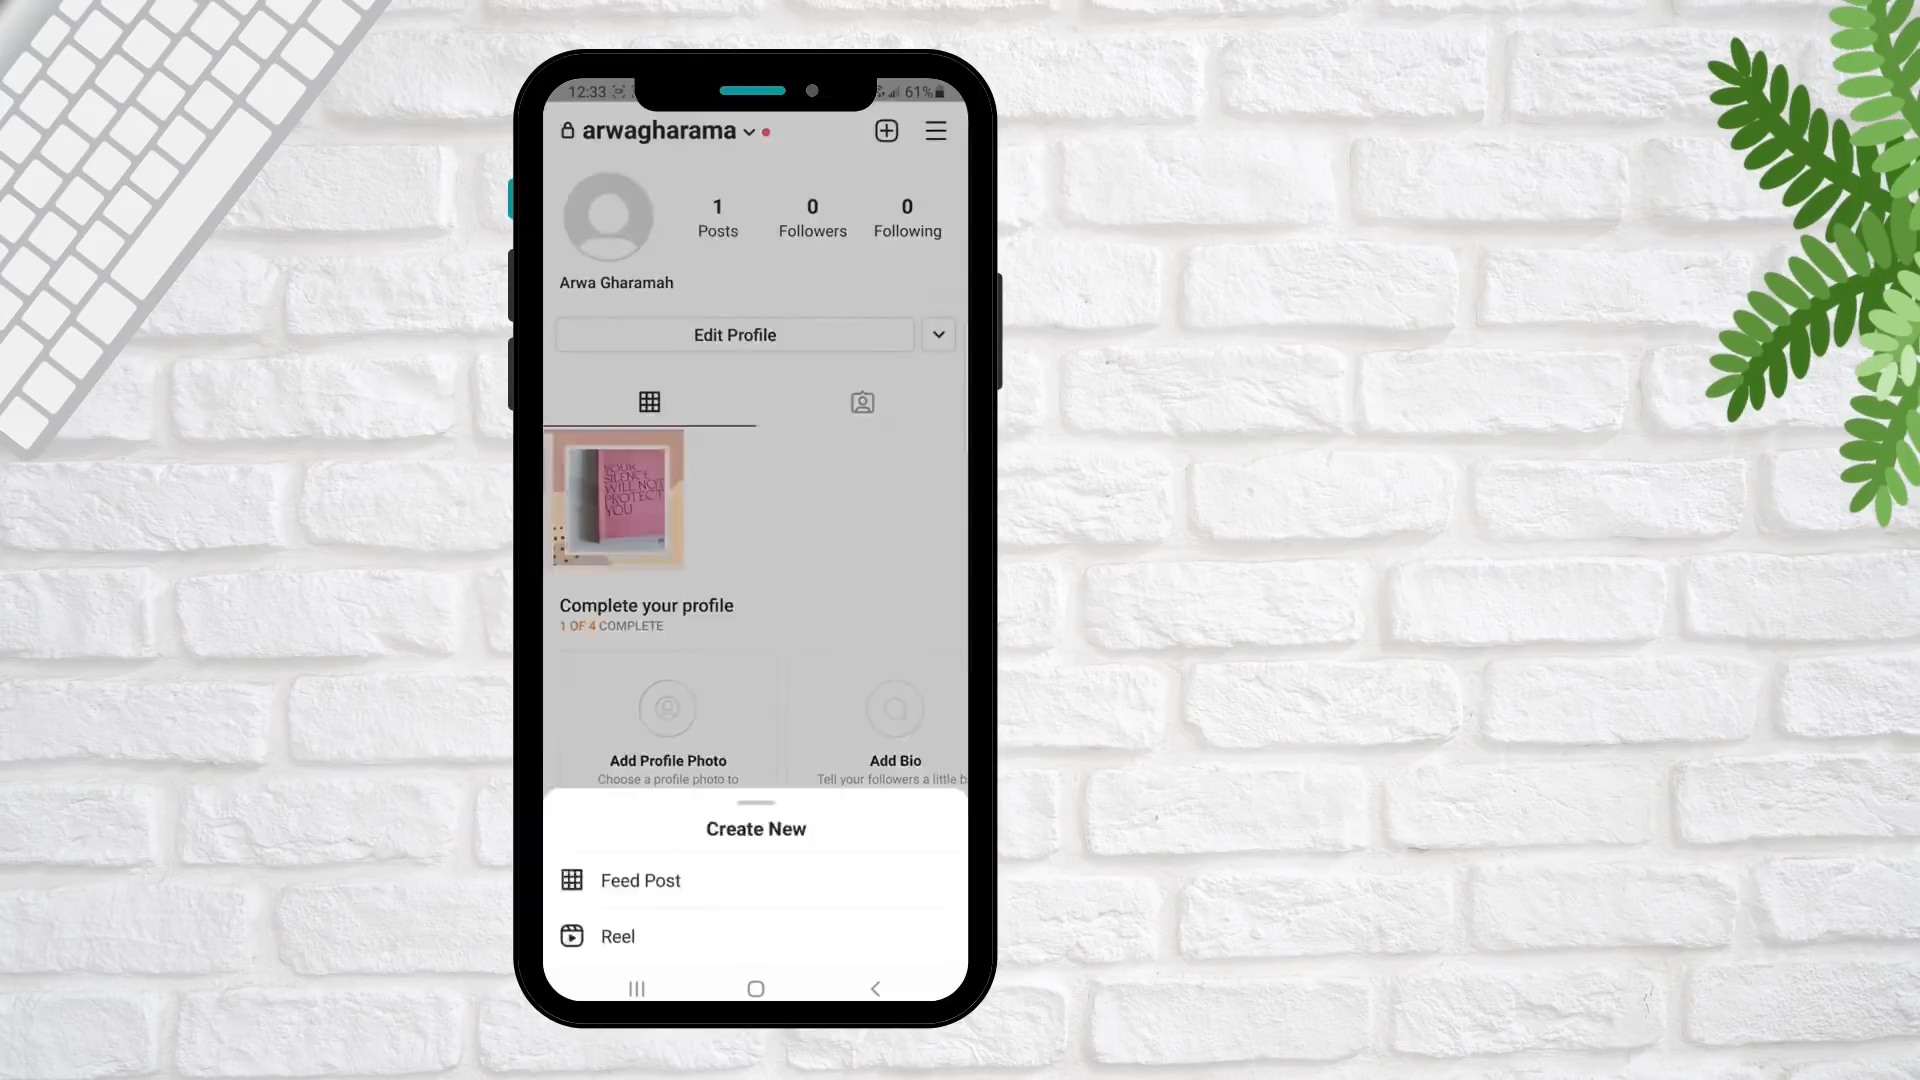 12:33
61%
arwagharama
1
Posts
0
Followers
0
Following
Arwa Gharamah
Edit Profile
YOUR
SILENCE
WILL NOT
PROTECT
YOU
Complete your profile
1 OF 4 COMPLETE
Add Profile Photo
Choose a profile photo to
Add Bio
Tell your followers a little b
Create New
Feed Post
Reel